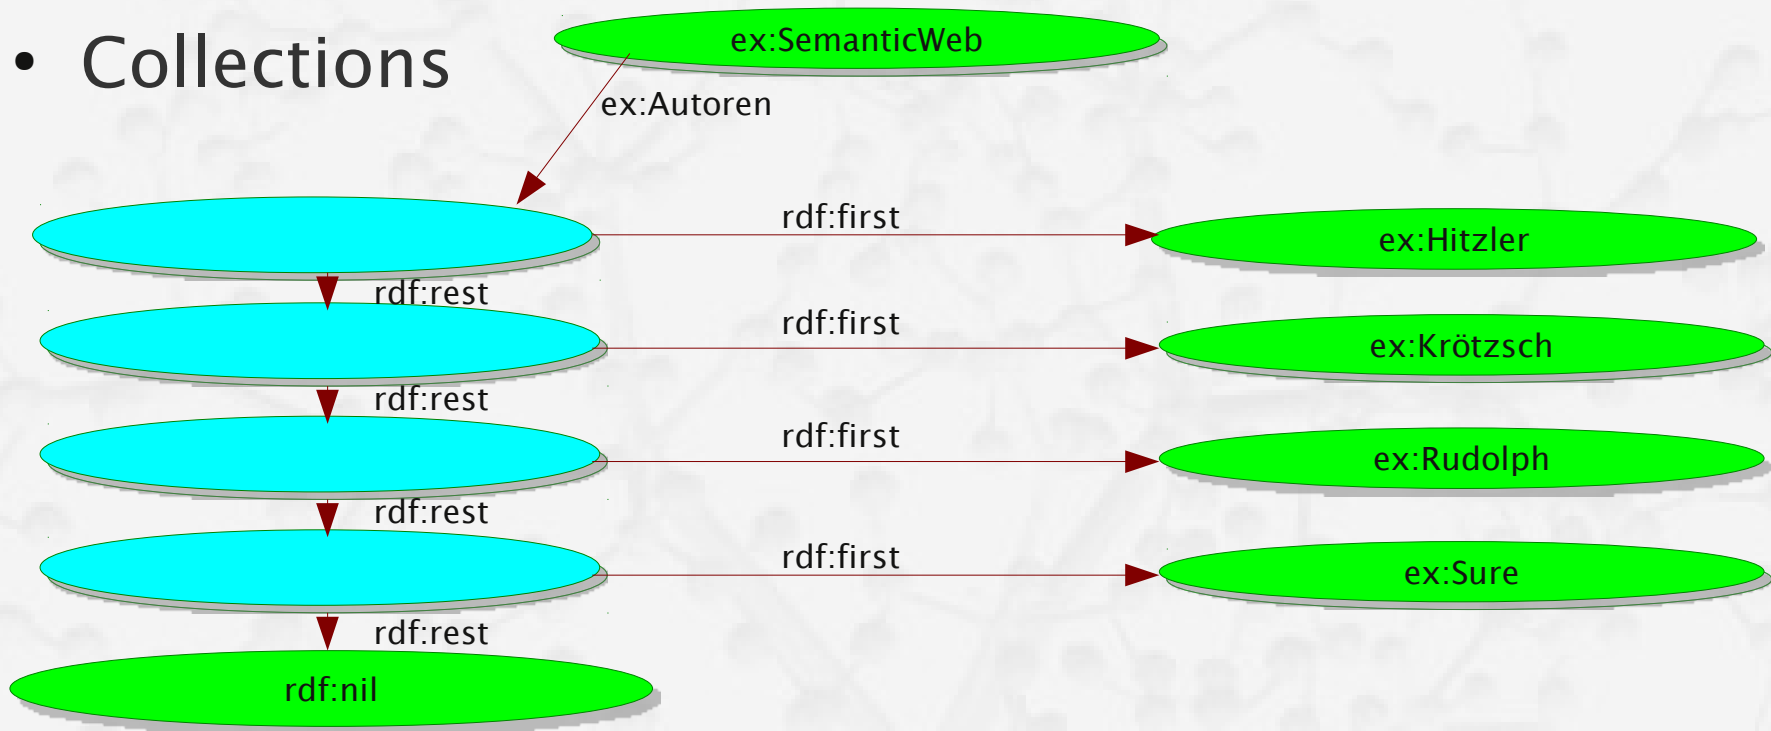 • Collections
ex:SemanticWeb
ex:Autoren
rdf:first
ex:Hitzler
rdf:rest
rdf:first
ex:Krötzsch
rdf:rest
rdf:first
ex:Rudolph
rdf:rest
rdf:first
ex:Sure
rdf:rest
rdf:nil